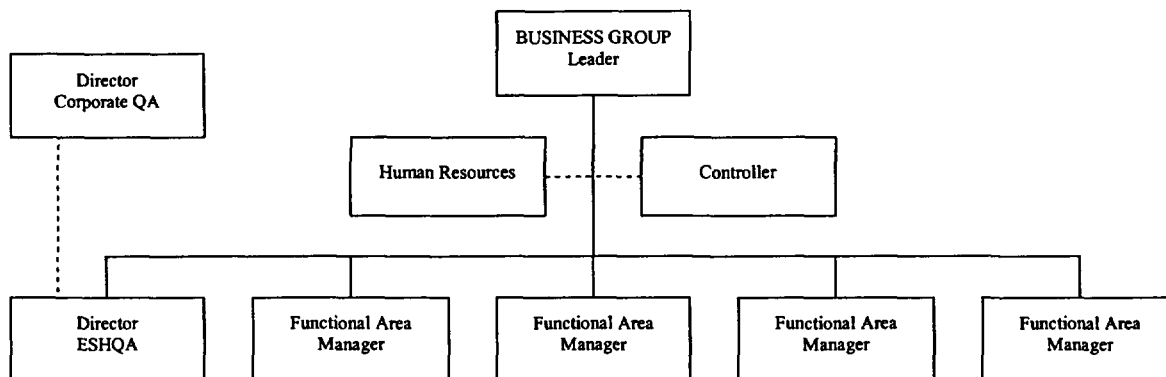 BUSINESS GROUP
Leader
Director
Corporate QA
Human Resources
Controller
Director
ESHQA
Functional Area
Manager
Functional Area
Manager
Functional Area
Manager
Functional Area
Manager